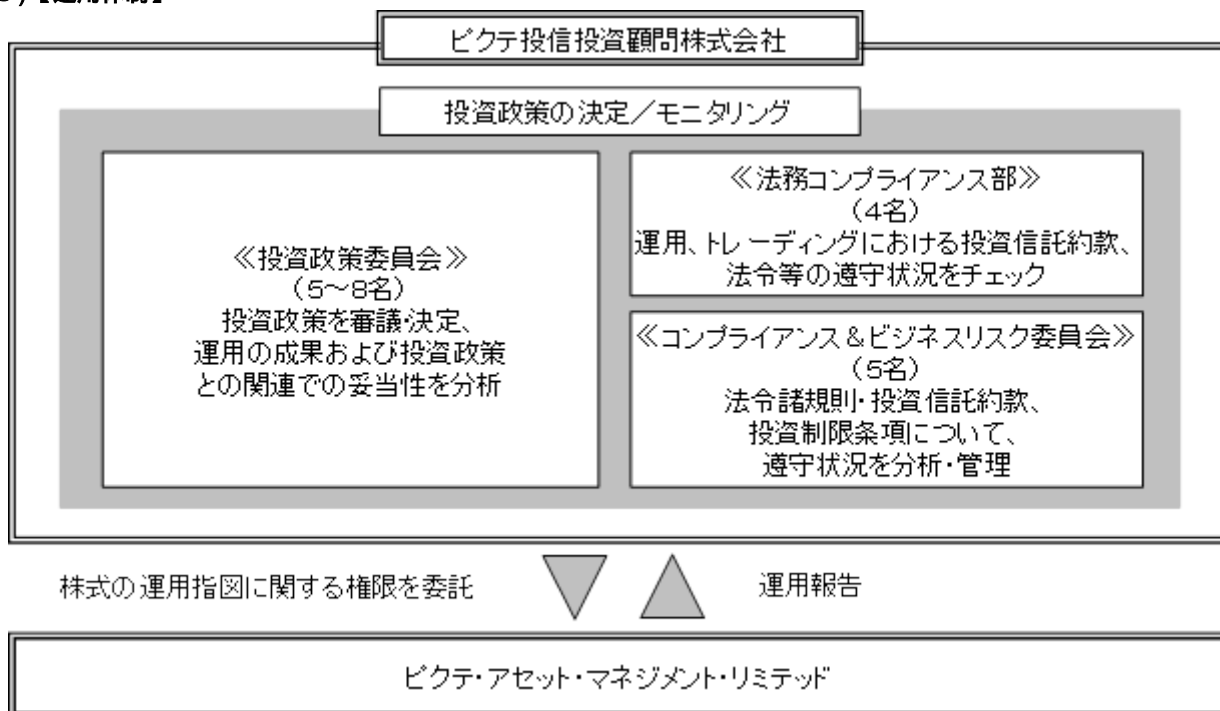 【運用体制】
ピクテ投信投資顧問株式会社
投資政策の決定／モニタリング
≪投資政策委員会≫
（5～8名）
投資政策を審議・決定、
運用の成果および投資政策
との関連での妥当性を分析
≪法務コンプライアンス部≫
（4名）
運用、トレーディングにおける投資信託約款、
法令等の遵守状況をチェック
≪コンプライアンス＆ビジネスリスク委員会≫
（5名）
法令諸規則・投資信託約款、
投資制限条項について、
遵守状況を分析・管理
株式の運用指図に関する権限を委託
運用報告
ピクテ・アセット・マネジメント・リミテッド